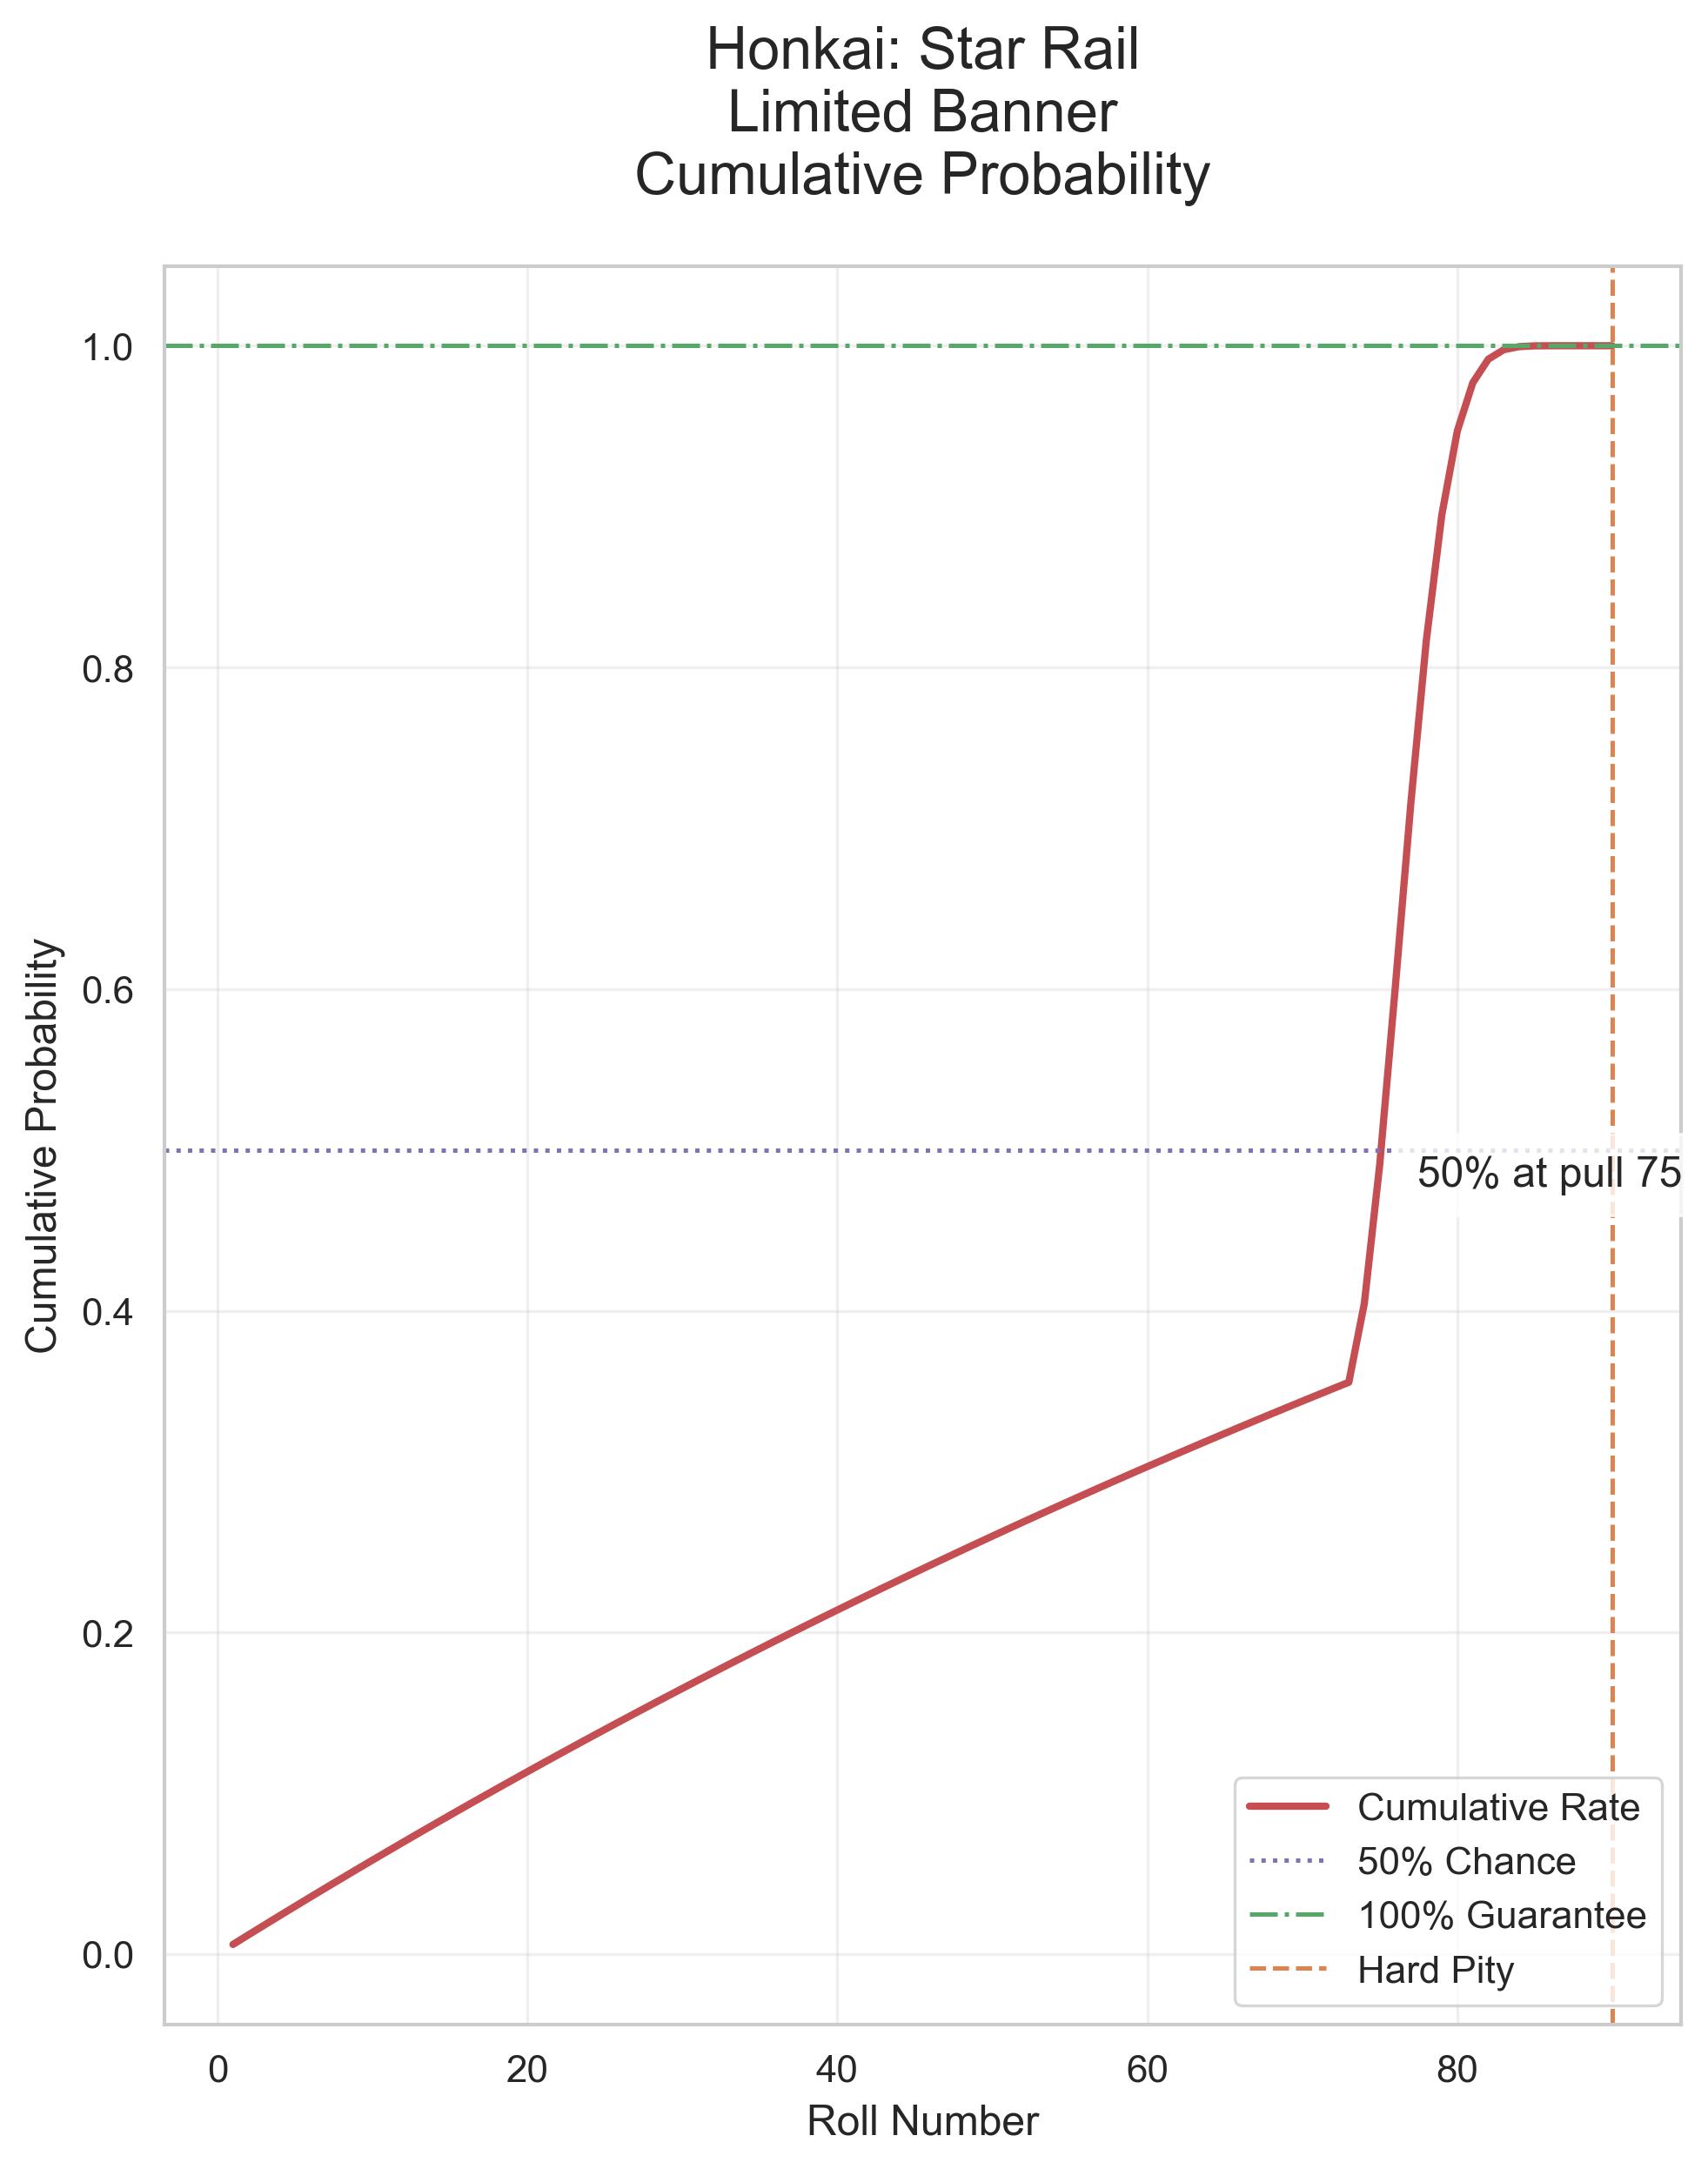 Honkai: Star Rail
Limited Banner
Cumulative Probability
Cumulative Probability
1.0
0.8
0.6
0.4
0.2
0.0
50% at pull 75
Cumulative Rate
50% Chance
100% Guarantee
Hard Pity
0 20 40 60 80
Roll Number